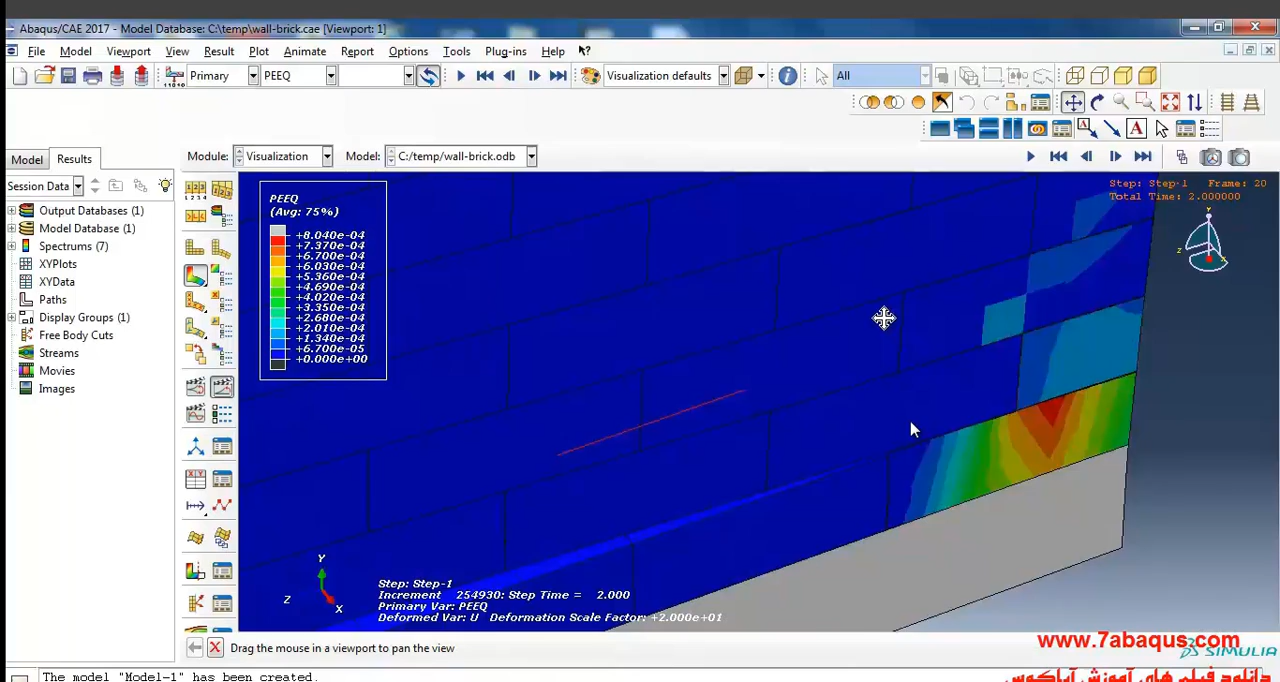 Abaqus/CAE 2017 - Model Database: C:\temp\wall-brick.cae [Viewport: 1]
File Model Viewport View Result Plot Animate Report Options Tools Plug-ins Help
Primary PEEQ Visualization defaults All
Model Results Module: Visualization Model: C:/temp/wall-brick.odb
Session Data
Output Databases (1)
Model Database (1)
Spectrums (7)
XYPlots
XYData
Paths
Display Groups (1)
Free Body Cuts
Streams
Movies
Images
PEEQ
(Avg: 75%)
+8.040e-04
+7.370e-04
+6.700e-04
+6.030e-04
+5.360e-04
+4.690e-04
+4.020e-04
+3.350e-04
+2.680e-04
+2.010e-04
+1.340e-04
+6.700e-05
+0.000e+00
Step: Step-1 Frame: 20
Total Time: 2.000000
Y
Z X
Y
Z X
Step: Step-1
Increment 254930: Step Time = 2.000
Primary Var: PEEQ
Deformed Var: U Deformation Scale Factor: +2.000e+01
Drag the mouse in a viewport to pan the view
www.7abaqus.com
SIMULIA
The model "Model-1" has been created.
دانلود فیلم های آموزش آباکوس